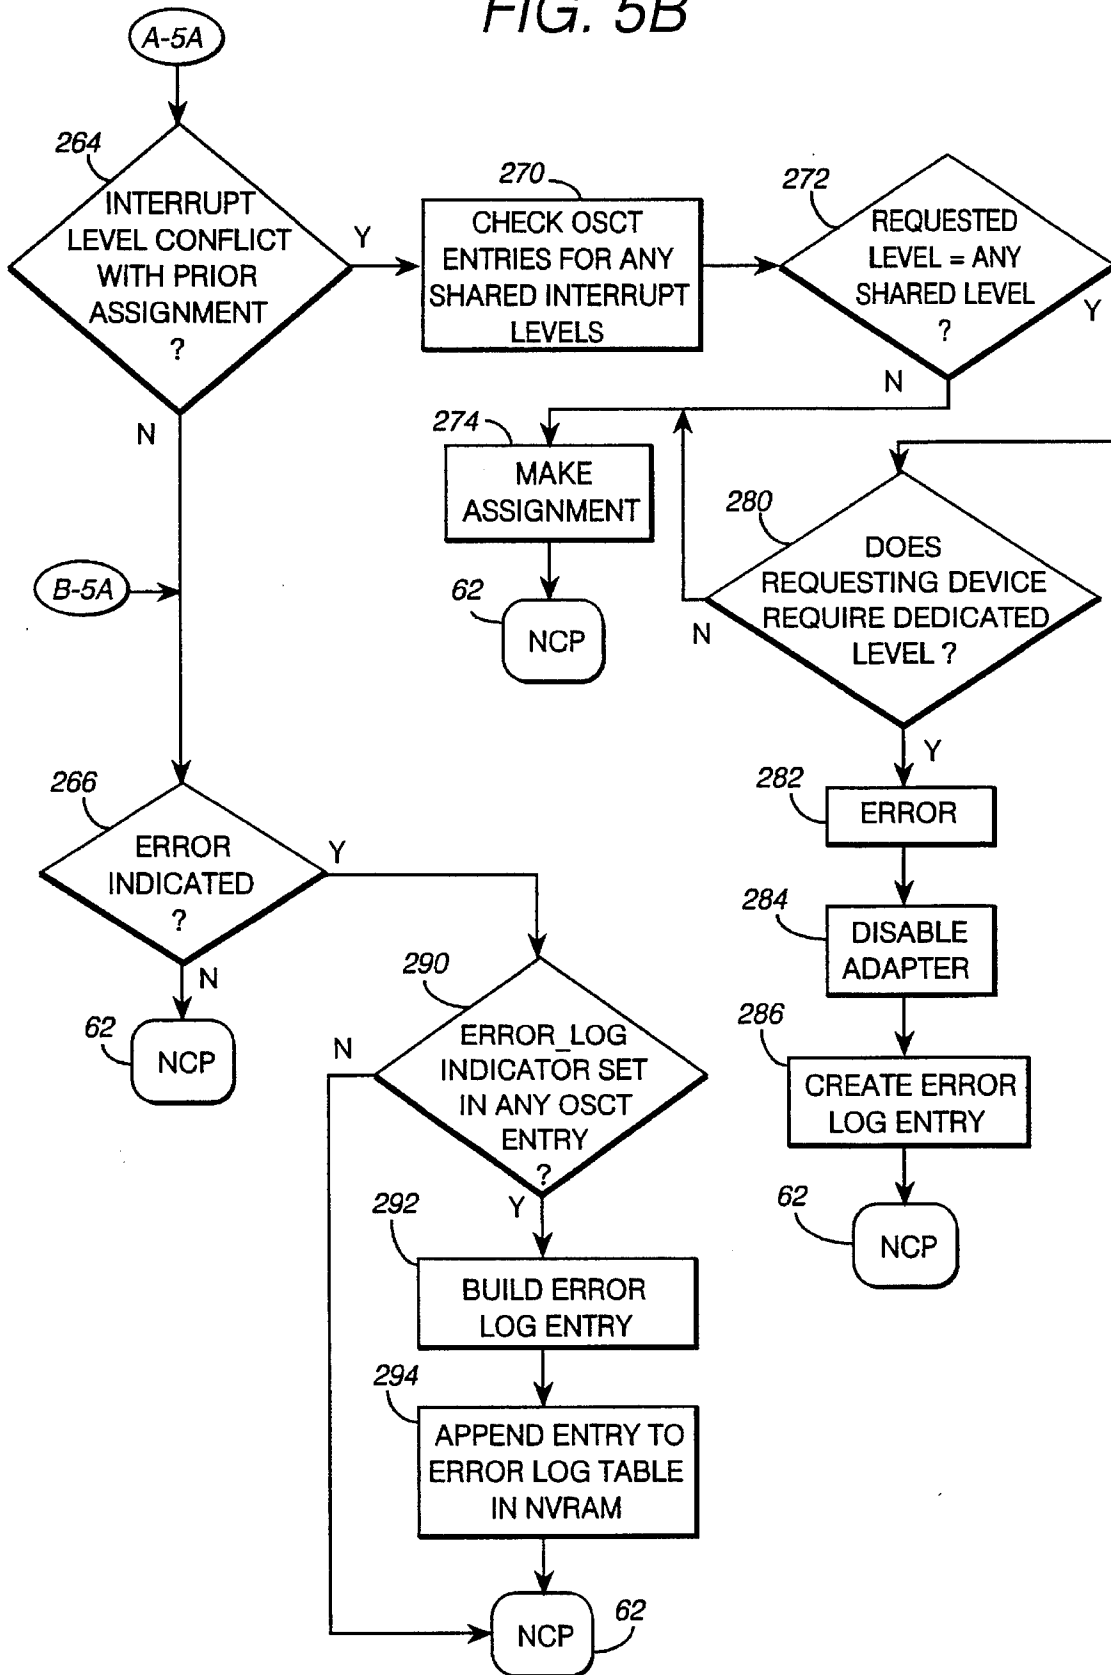 FIG. 5B
A-5A
264
INTERRUPT
LEVEL CONFLICT
WITH PRIOR
ASSIGNMENT
?
Y
N
270
CHECK OSCT
ENTRIES FOR ANY
SHARED INTERRUPT
LEVELS
272
REQUESTED
LEVEL = ANY
SHARED LEVEL
?
Y
N
274
MAKE
ASSIGNMENT
62
NCP
280
DOES
REQUESTING DEVICE
REQUIRE DEDICATED
LEVEL ?
N
Y
282
ERROR
284
DISABLE
ADAPTER
286
CREATE ERROR
LOG ENTRY
62
NCP
B-5A
266
ERROR
INDICATED
?
Y
N
62
NCP
290
ERROR_LOG
INDICATOR SET
IN ANY OSCT
ENTRY
?
N
Y
292
BUILD ERROR
LOG ENTRY
294
APPEND ENTRY TO
ERROR LOG TABLE
IN NVRAM
NCP
62